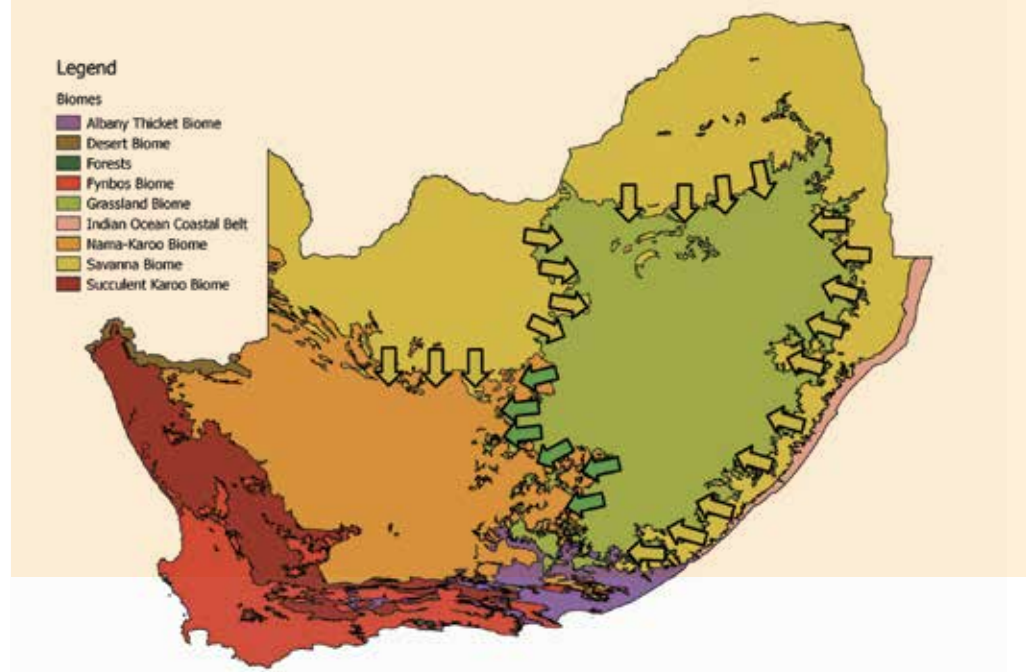 Legend
Biomes
Albany Thicket Biome
Desert Biome
Forests
Fynbos Biome
Grassland Biome
Indian Ocean Coastal Belt
Nama-Karoo Biome
Savanna Biome
Succulent Karoo Biome